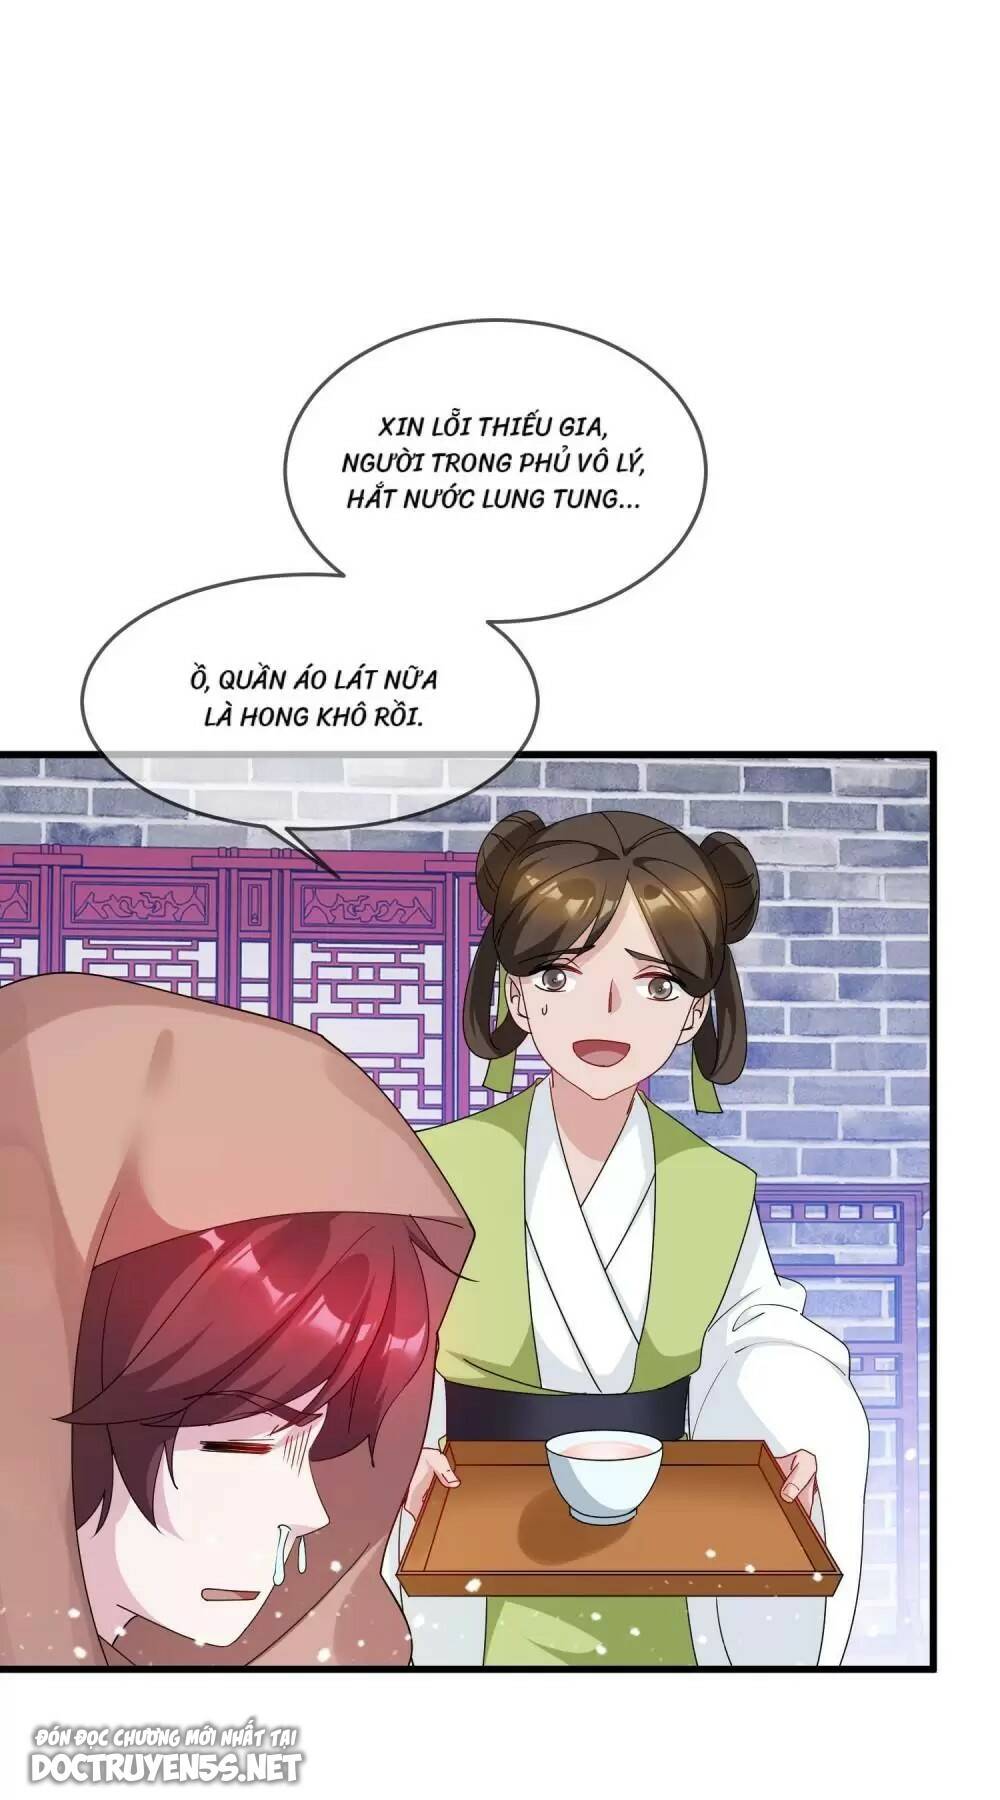 XIN LỖI THIẾU GIA,
NGƯỜI TRONG PHỦ VÔ LÝ,
HẮT NƯỚC LUNG TUNG...
Ồ, QUẦN ÁO LÁT NỮA
LÀ HONG KHÔ RỒI.
ĐÓN ĐỌC CHƯƠNG MỚI NHẤT TẠI
DOCTRUYEN5S.NET